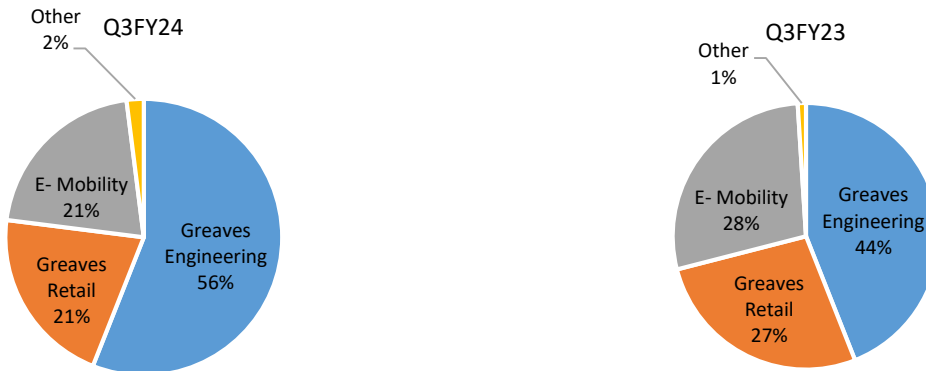 Q3FY24
Other
2%
E- Mobility
21%
Greaves
Engineering
56%
Greaves
Retail
21%
Q3FY23
Other
1%
E- Mobility
28%
Greaves
Engineering
44%
Greaves
Retail
27%